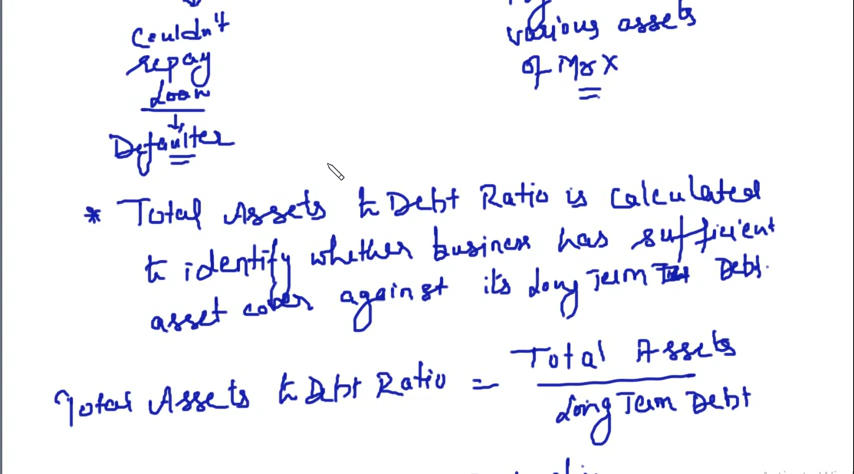 Couldn't
repay
Loan
Defaulter
various assets
of Mr X
* Total Assets to Debt Ratio is calculated
to identify whether business has sufficient
asset cover against its Long Term Debt.
Total Assets to Debt Ratio = Total Assets
Long Term Debt